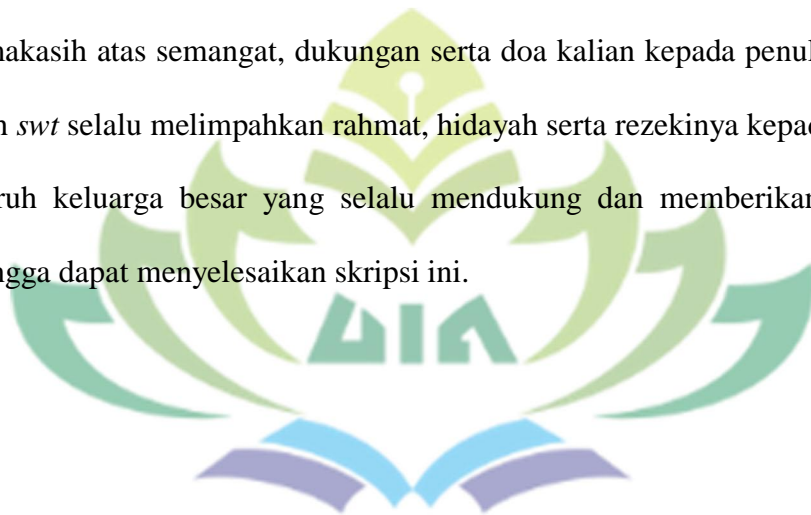 makasih atas semangat, dukungan serta doa kalian kepada penul
swt selalu melimpahkan rahmat, hidayah serta rezekinya kepad
ruh keluarga besar yang selalu mendukung dan memberikan
ngga dapat menyelesaikan skripsi ini.
UIN